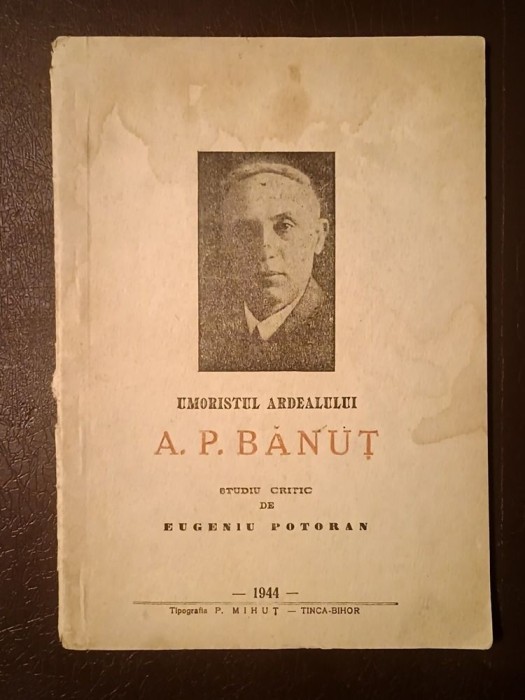 UMORISTUL ARDEALULUI
A. P. BĂNUȚ
STUDIU CRITIC
DE
EUGENIU POTORAN
— 1944 —
Tipografia P. MIHUȚ — TINCA-BIHOR